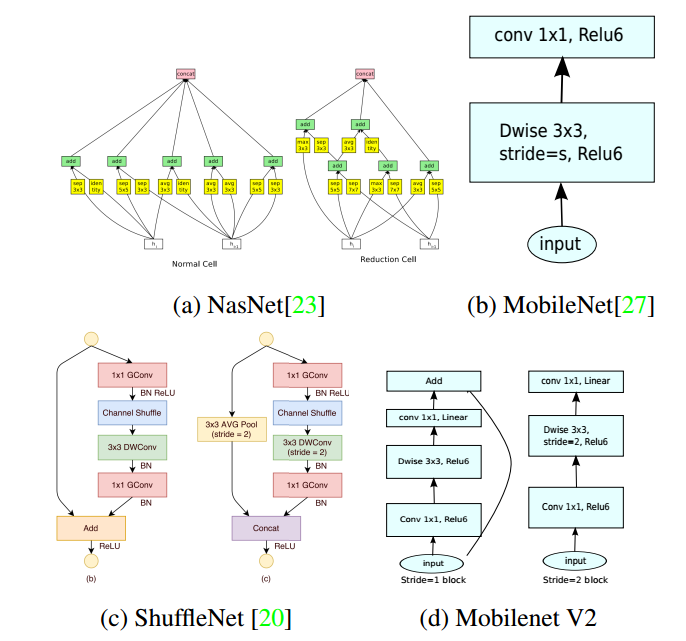 concat
add
add
add
add
add
sep
3x3
iden
tity
sep
5x5
sep
3x3
avg
3x3
iden
tity
avg
3x3
avg
3x3
sep
5x5
sep
3x3
Normal Cell
concat
add
add
max
3x3
sep
3x3
avg
3x3
iden
tity
add
add
add
sep
5x5
sep
7x7
max
3x3
sep
7x7
avg
3x3
sep
5x5
Reduction Cell
conv 1x1, Relu6
Dwise 3x3,
stride=s, Relu6
input
(a) NasNet[23]
(b) MobileNet[27]
1x1 GConv
BN ReLU
Channel Shuffle
3x3 DWConv
BN
1x1 GConv
BN
Add
ReLU
(b)
1x1 GConv
BN
Channel Shuffle
3x3 AVG Pool
(stride = 2)
3x3 DWConv
(stride = 2)
BN
1x1 GConv
BN
Concat
ReLU
(c)
Add
conv 1x1, Linear
Dwise 3x3, Relu6
Conv 1x1, Relu6
input
Stride=1 block
conv 1x1, Linear
Dwise 3x3,
stride=2, Relu6
Conv 1x1, Relu6
input
Stride=2 block
(c) ShuffleNet [20]
(d) Mobilenet V2